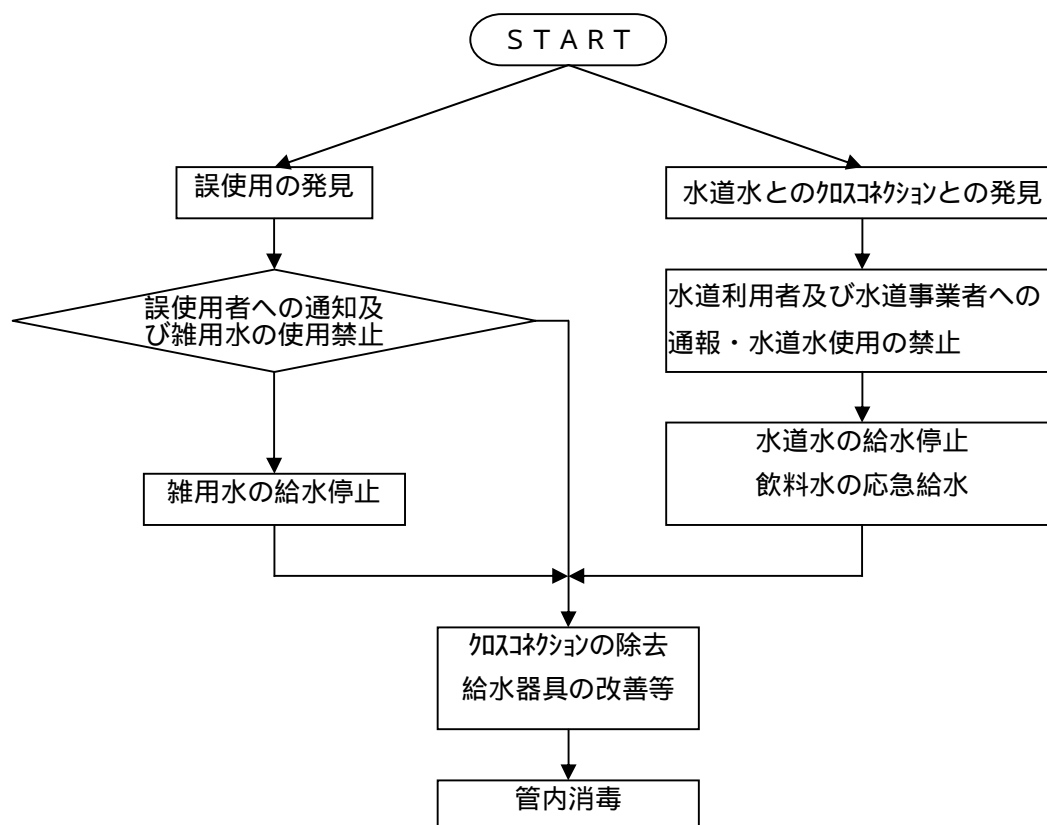 ＳＴＡＲＴ
誤使用の発見
水道水とのｸﾛｽｺﾈｸｼｮﾝとの発見
誤使用者への通知及
び雑用水の使用禁止
水道利用者及び水道事業者への
通報・水道水使用の禁止
雑用水の給水停止
水道水の給水停止
飲料水の応急給水
ｸﾛｽｺﾈｸｼｮﾝの除去
給水器具の改善等
管内消毒